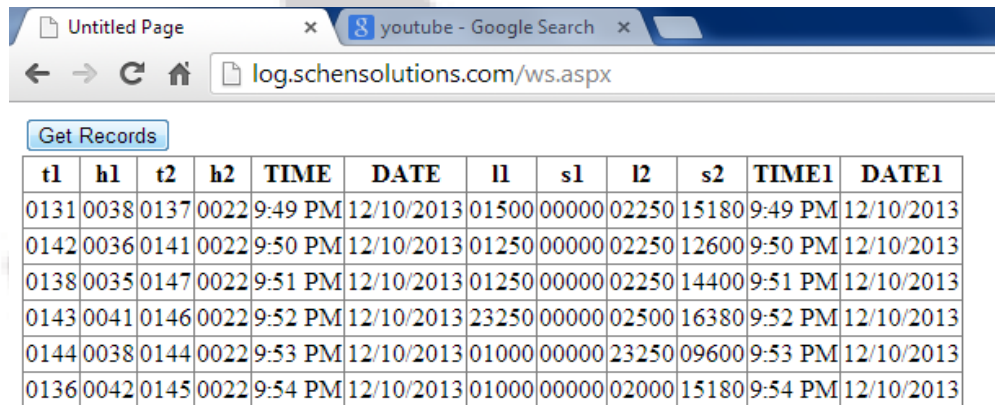 Untitled Page youtube - Google Search
log.schensolutions.com/ws.aspx
Get Records
t1 h1 t2 h2 TIME DATE l1 s1 l2 s2 TIME1 DATE1
0131 0038 0137 0022 9:49 PM 12/10/2013 01500 00000 02250 15180 9:49 PM 12/10/2013
0142 0036 0141 0022 9:50 PM 12/10/2013 01250 00000 02250 12600 9:50 PM 12/10/2013
0138 0035 0147 0022 9:51 PM 12/10/2013 01250 00000 02250 14400 9:51 PM 12/10/2013
0143 0041 0146 0022 9:52 PM 12/10/2013 23250 00000 02500 16380 9:52 PM 12/10/2013
0144 0038 0144 0022 9:53 PM 12/10/2013 01000 00000 23250 09600 9:53 PM 12/10/2013
0136 0042 0145 0022 9:54 PM 12/10/2013 01000 00000 02000 15180 9:54 PM 12/10/2013